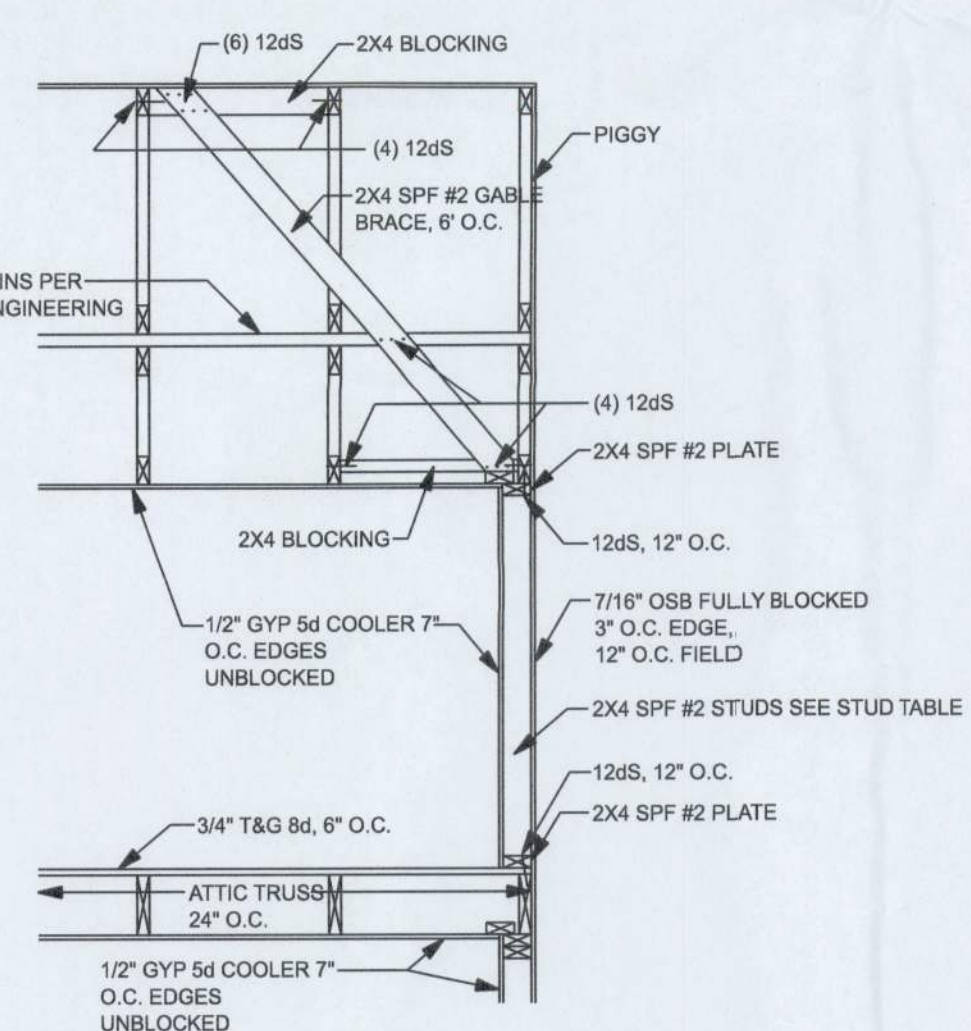 (6) 12dS
2X4 BLOCKING
PIGGY
(4) 12dS
2X4 SPF #2 GABLE
BRACE, 6' O.C.
INS PER
NGINEERING
(4) 12dS
2X4 SPF #2 PLATE
2X4 BLOCKING
12dS, 12" O.C.
1/2" GYP 5d COOLER 7"
O.C. EDGES
UNBLOCKED
7/16" OSB FULLY BLOCKED
3" O.C. EDGE,
12" O.C. FIELD
2X4 SPF #2 STUDS SEE STUD TABLE
12dS, 12" O.C.
2X4 SPF #2 PLATE
3/4" T&G 8d, 6" O.C.
ATTIC TRUSS
24" O.C.
1/2" GYP 5d COOLER 7"
O.C. EDGES
UNBLOCKED